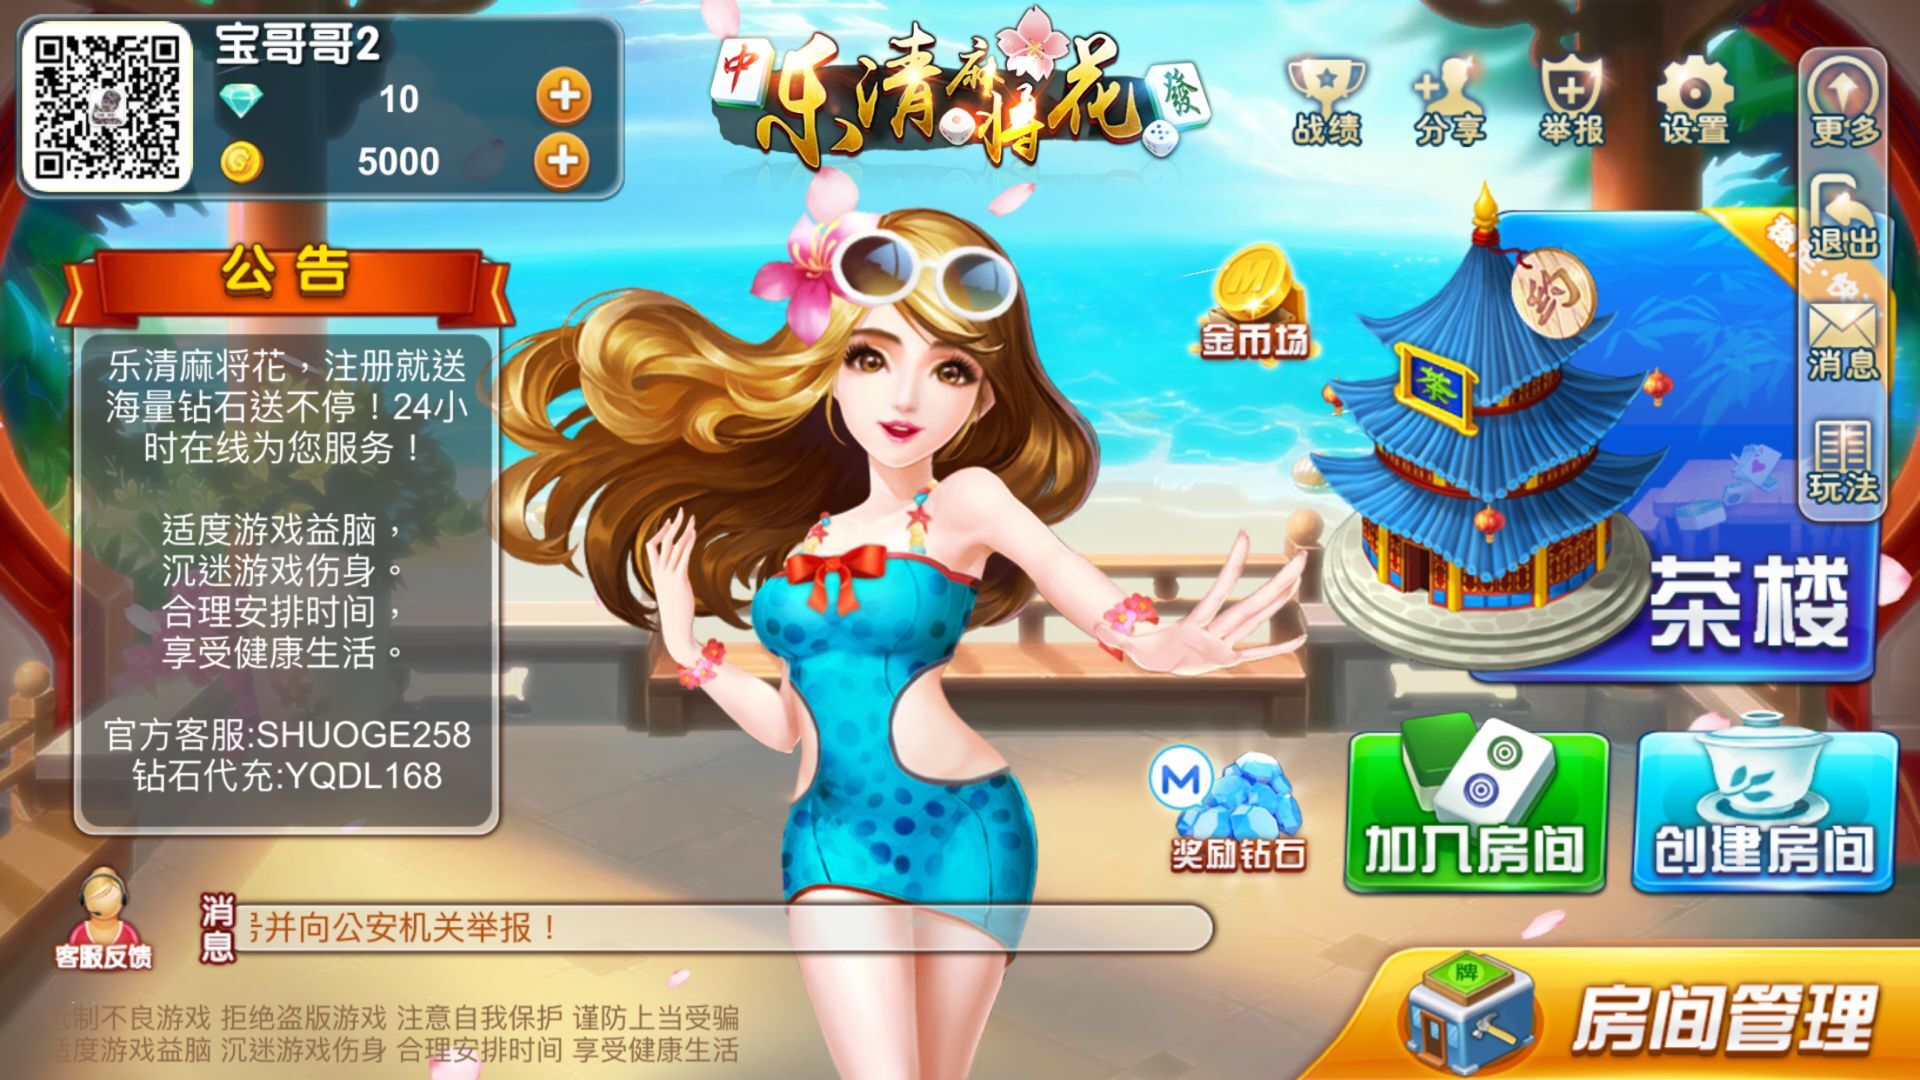 宝哥哥2
10
5000
中
乐清麻将花
發
战绩
分享
举报
设置
更多
退出
消息
玩法
公告
乐清麻将花，注册就送
海量钻石送不停！24小
时在线为您服务！
适度游戏益脑，
沉迷游戏伤身。
合理安排时间，
享受健康生活。
官方客服:SHUOGE258
钻石代充:YQDL168
金币场
约
茶
茶楼
M
奖励钻石
加入房间
创建房间
客服反馈
消息
号并向公安机关举报！
抵制不良游戏 拒绝盗版游戏 注意自我保护 谨防上当受骗
适度游戏益脑 沉迷游戏伤身 合理安排时间 享受健康生活
牌
房间管理